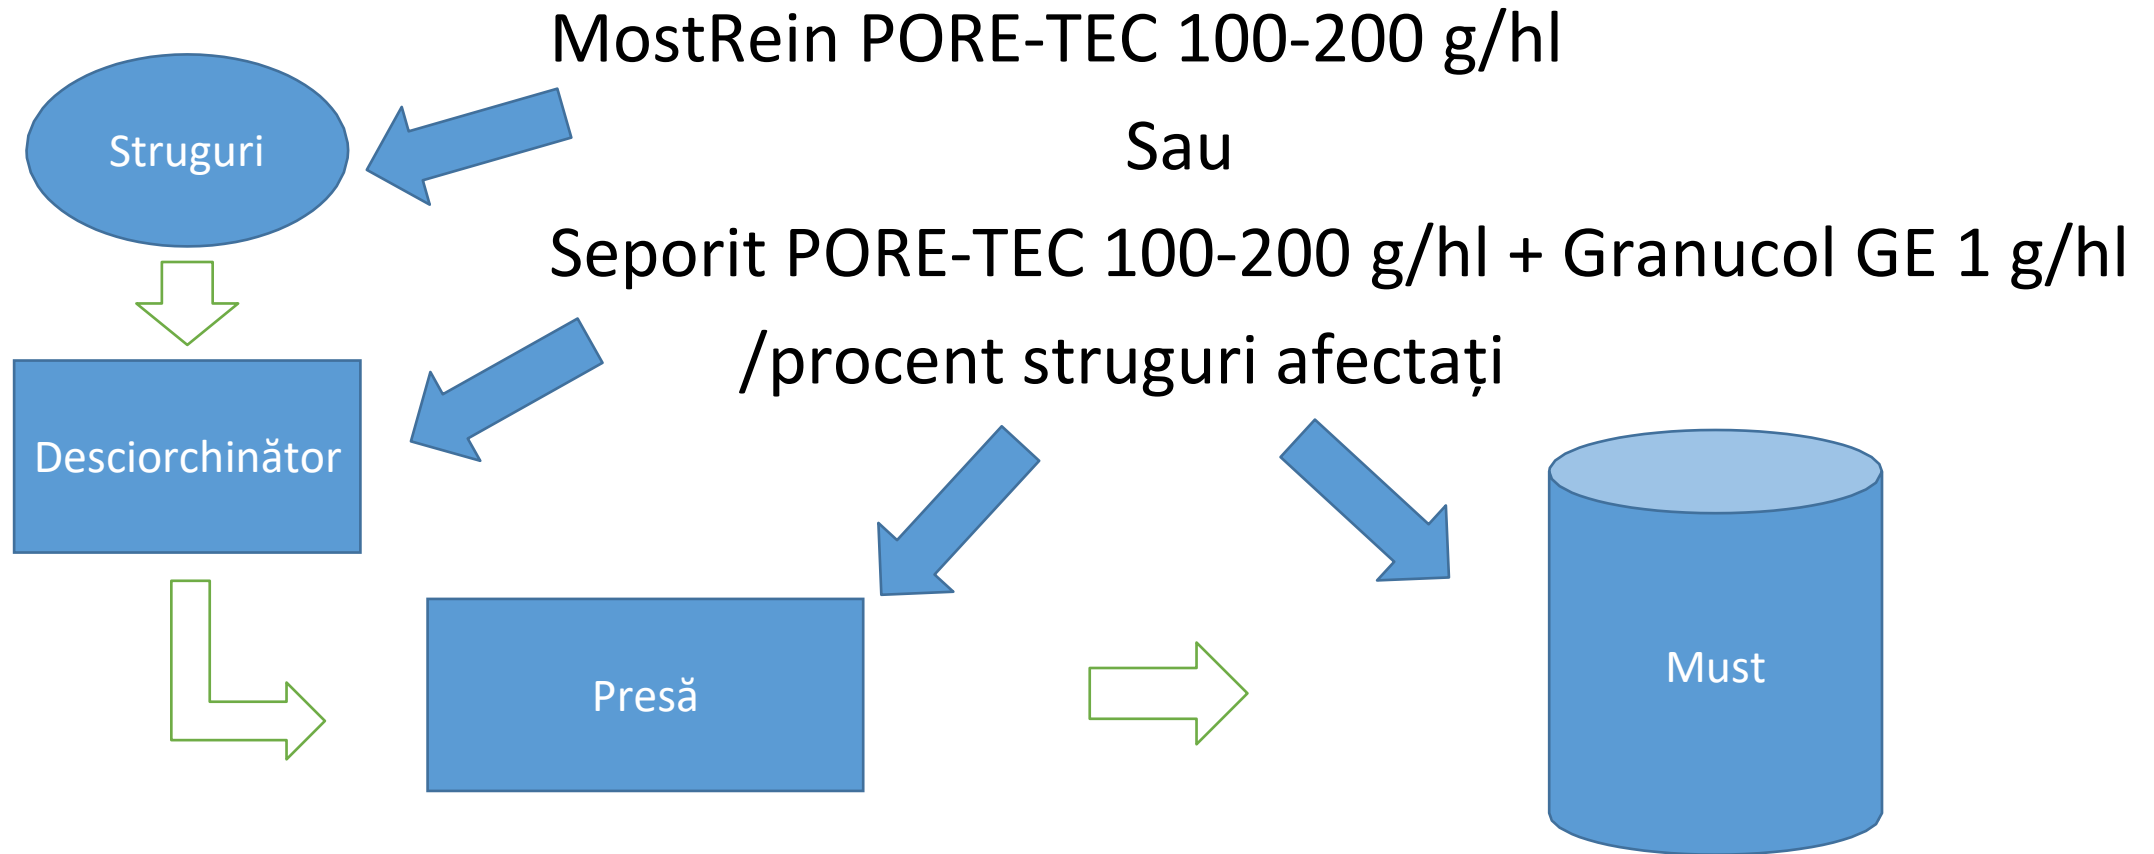 MostRein PORE-TEC 100-200 g/hl
Sau
Seporit PORE-TEC 100-200 g/hl + Granucol GE 1 g/hl
/procent struguri afectați
Struguri
Desciorchinător
Presă
Must